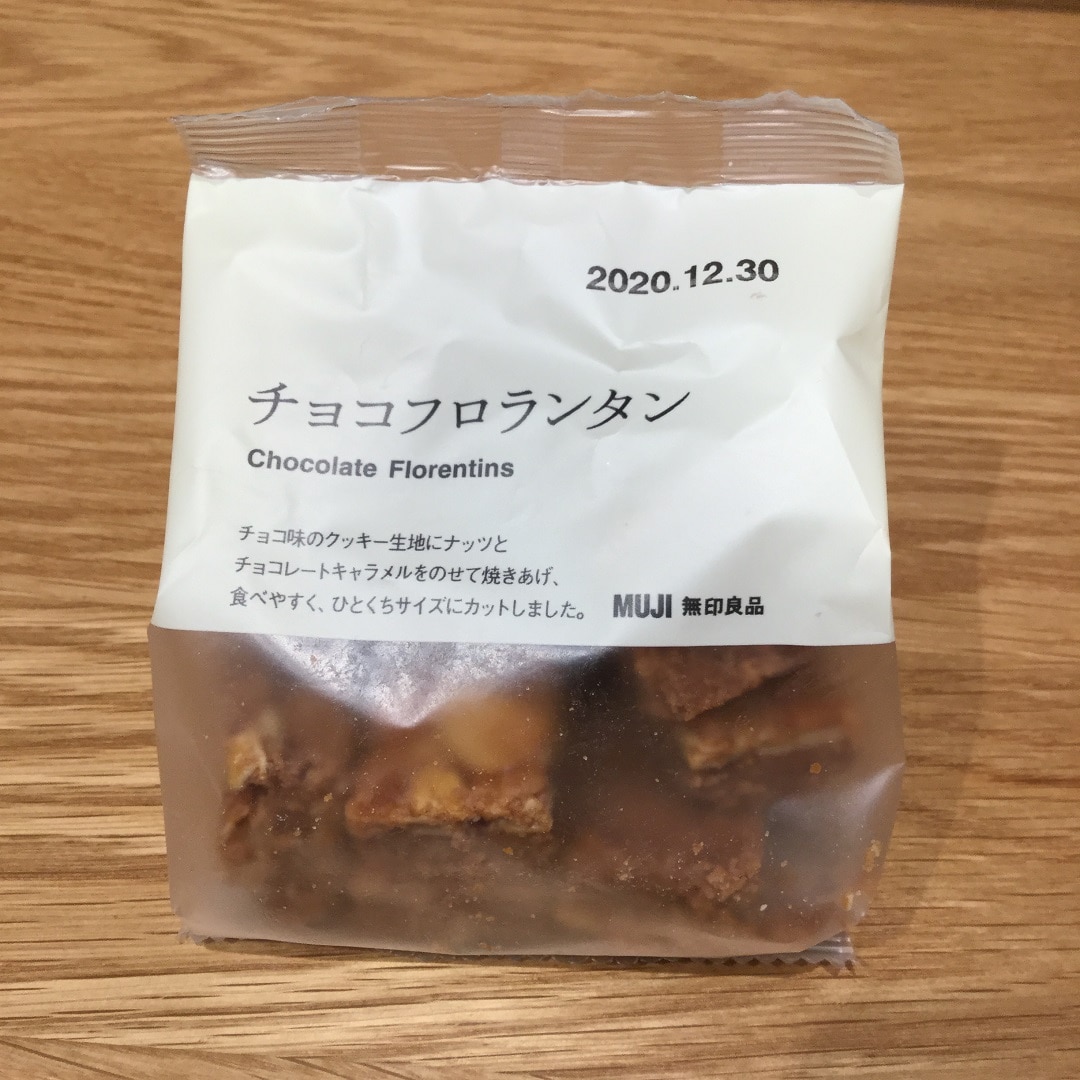 2020.12.30
チョコフロランタン
Chocolate Florentins
チョコ味のクッキー生地にナッツと
チョコレートキャラメルをのせて焼きあげ、
食べやすく、ひとくちサイズにカットしました。
MUJI 無印良品